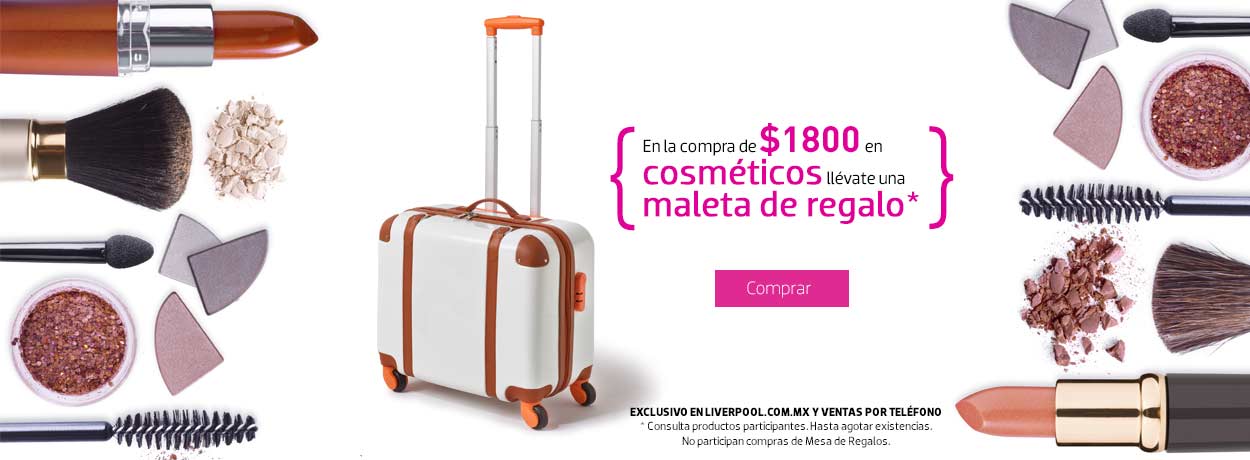 En la compra de $1800 en
cosméticos llévate una
maleta de regalo*
Comprar
EXCLUSIVO EN LIVERPOOL.COM.MX Y VENTAS POR TELÉFONO
* Consulta productos participantes. Hasta agotar existencias.
No participan compras de Mesa de Regalos.